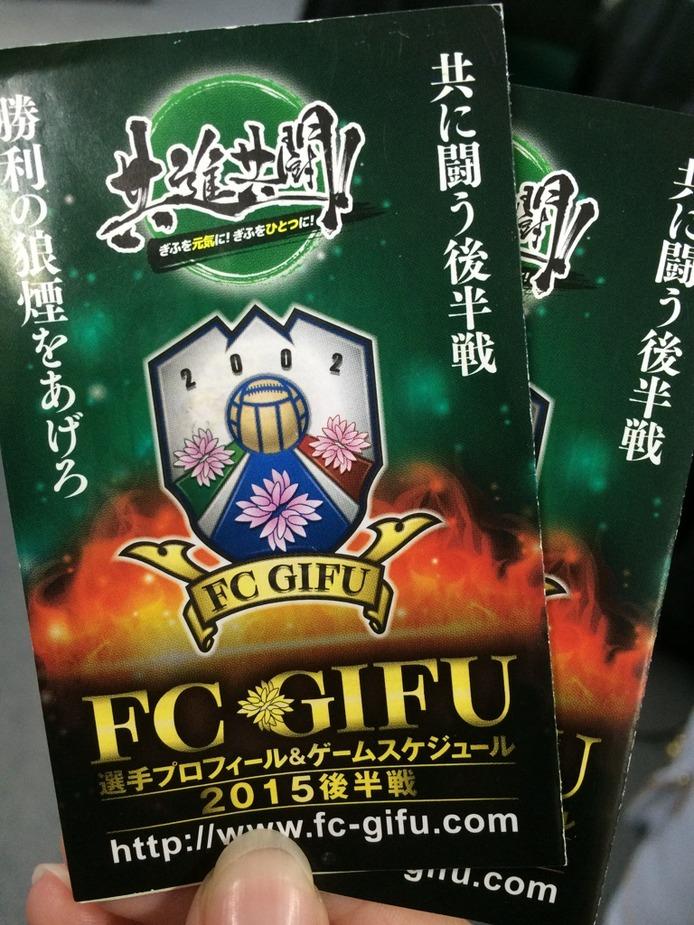 共に闘う後半戦
勝利の狼煙をあげろ
共進共闘!
ぎふを元気に! ぎふをひとつに!
2002
FC GIFU
FC GIFU
選手プロフィール&ゲームスケジュール
2015後半戦
http://www.fc-gifu.com
共に闘う後半戦
闘!
U
ル
gifu.com